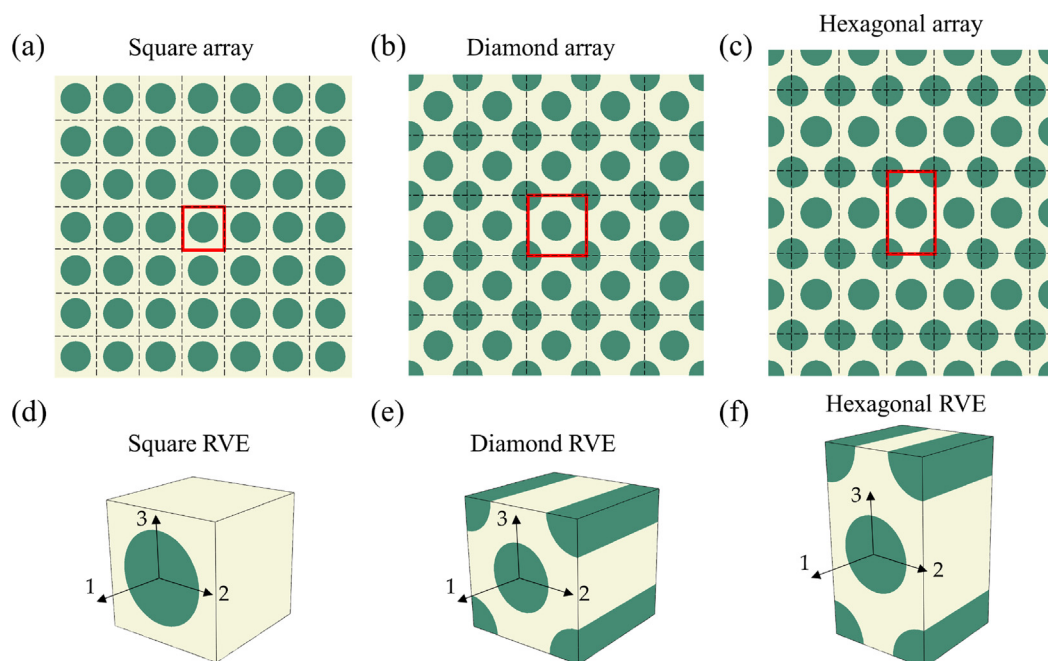 (a)
Square array
(b)
Diamond array
(c)
Hexagonal array
(d)
Square RVE
3
1
2
(e)
Diamond RVE
3
1
2
(f)
Hexagonal RVE
3
1
2